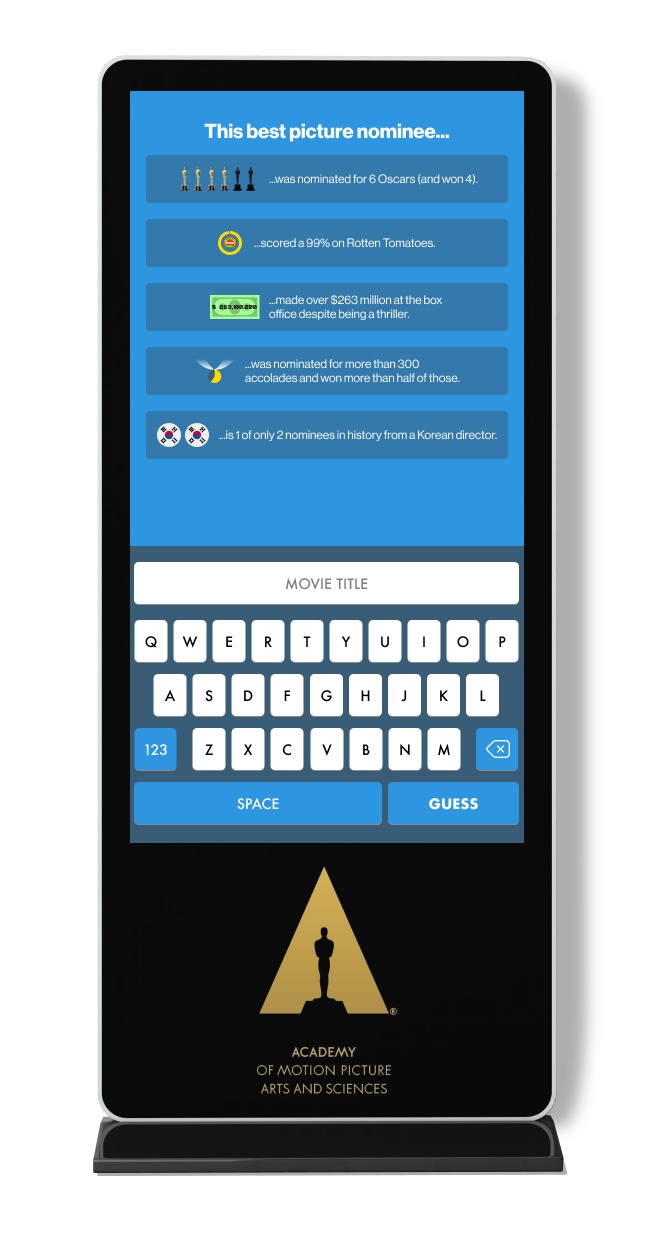 This best picture nominee...
...was nominated for 6 Oscars (and won 4).
...scored a 99% on Rotten Tomatoes.
...made over $263 million at the box
office despite being a thriller.
...was nominated for more than 300
accolades and won more than half of those.
...is 1 of only 2 nominees in history from a Korean director.
MOVIE TITLE
Q W E R T Y U I O P
A S D F G H J K L
123 Z X C V B N M
SPACE GUESS
®
ACADEMY
OF MOTION PICTURE
ARTS AND SCIENCES